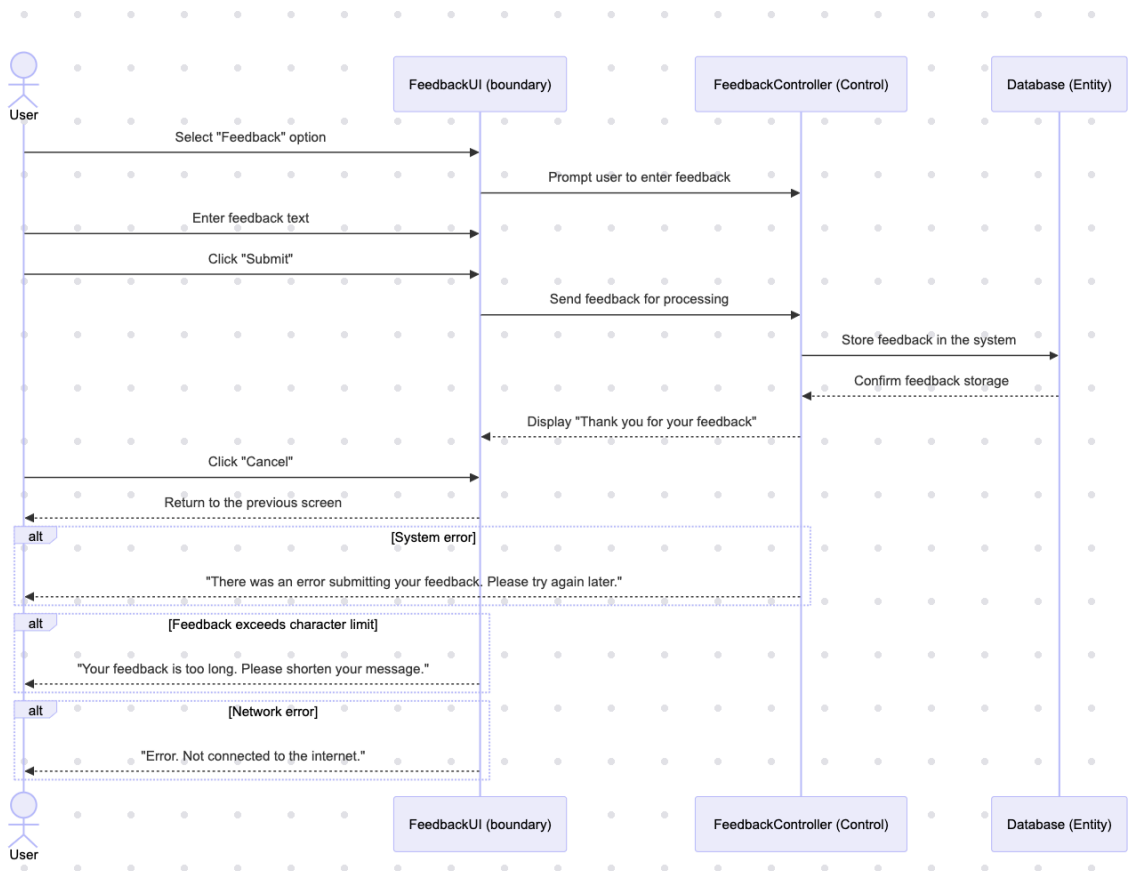 FeedbackUI (boundary)
FeedbackController (Control)
Database (Entity)
User
Select "Feedback" option
Prompt user to enter feedback
Enter feedback text
Click "Submit"
Send feedback for processing
Store feedback in the system
Confirm feedback storage
Display "Thank you for your feedback"
Click "Cancel"
Return to the previous screen
alt
[System error]
"There was an error submitting your feedback. Please try again later."
alt
[Feedback exceeds character limit]
"Your feedback is too long. Please shorten your message."
alt
[Network error]
"Error. Not connected to the internet."
FeedbackUI (boundary)
FeedbackController (Control)
Database (Entity)
User